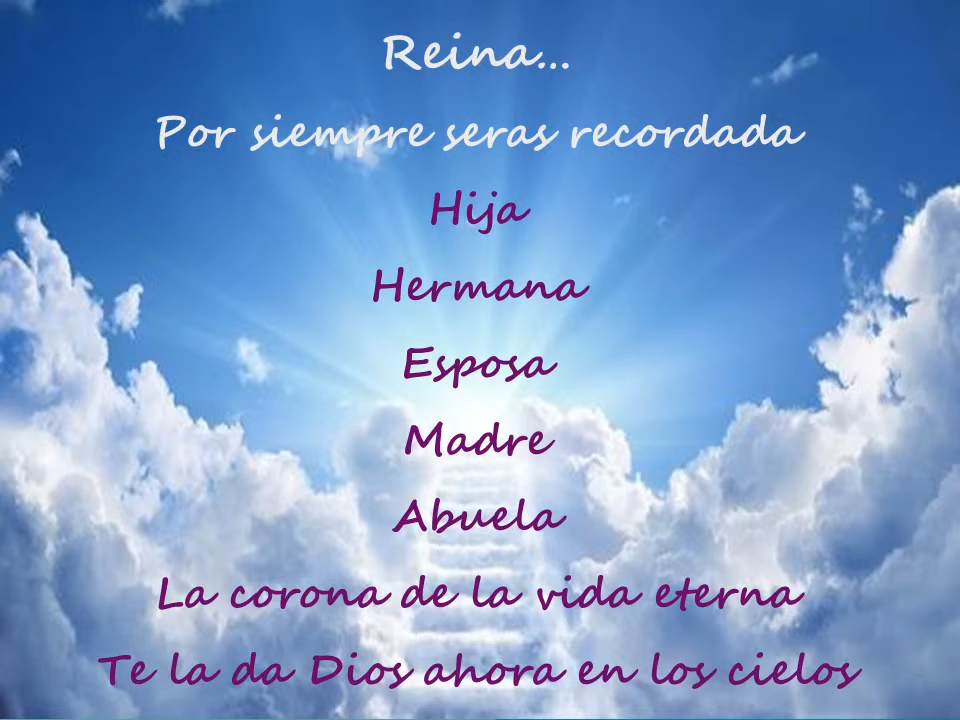 Reina...
Por siempre seras recordada
Hija
Hermana
Esposa
Madre
Abuela
La corona de la vida eterna
Te la da Dios ahora en los cielos